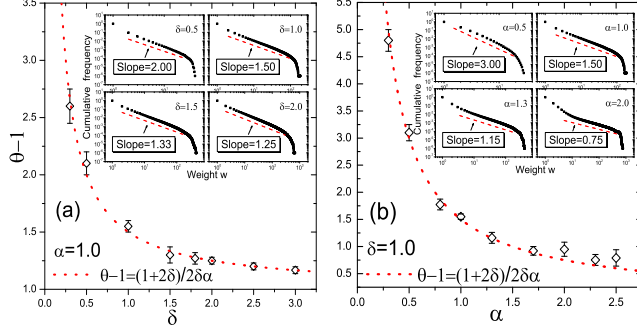 3.5
3.0
2.5
2.0
1.5
1.0
θ−1
0.0 0.5 1.0 1.5 2.0 2.5 3.0
δ
(a)
α=1.0
θ−1=(1+2δ)/2δα
Cumulative frequency
Weight w
δ=0.5
Slope=2.00
δ=1.0
Slope=1.50
δ=1.5
Slope=1.33
δ=2.0
Slope=1.25
5.0
4.5
4.0
3.5
3.0
2.5
2.0
1.5
1.0
0.5
θ−1
0.0 0.5 1.0 1.5 2.0 2.5
α
(b)
δ=1.0
θ−1=(1+2δ)/2δα
Cumulative frequency
Weight w
α=0.5
Slope=3.00
α=1.0
Slope=1.50
α=1.3
Slope=1.15
α=2.0
Slope=0.75